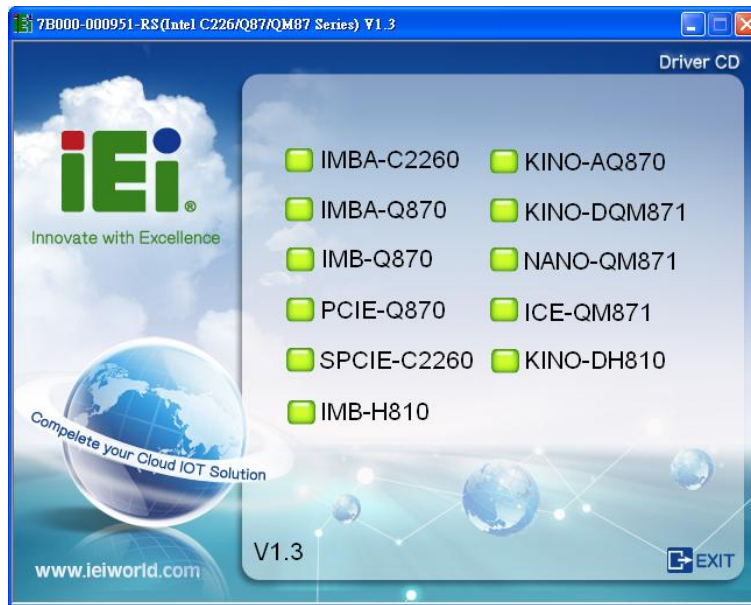 7B000-000951-RS(Intel C226/Q87/QM87 Series) V1.3
Driver CD
iEi®
Innovate with Excellence
IMBA-C2260
IMBA-Q870
IMB-Q870
PCIE-Q870
SPCIE-C2260
IMB-H810
KINO-AQ870
KINO-DQM871
NANO-QM871
ICE-QM871
KINO-DH810
Compelete your Cloud IOT Solution
V1.3
EXIT
www.ieiworld.com